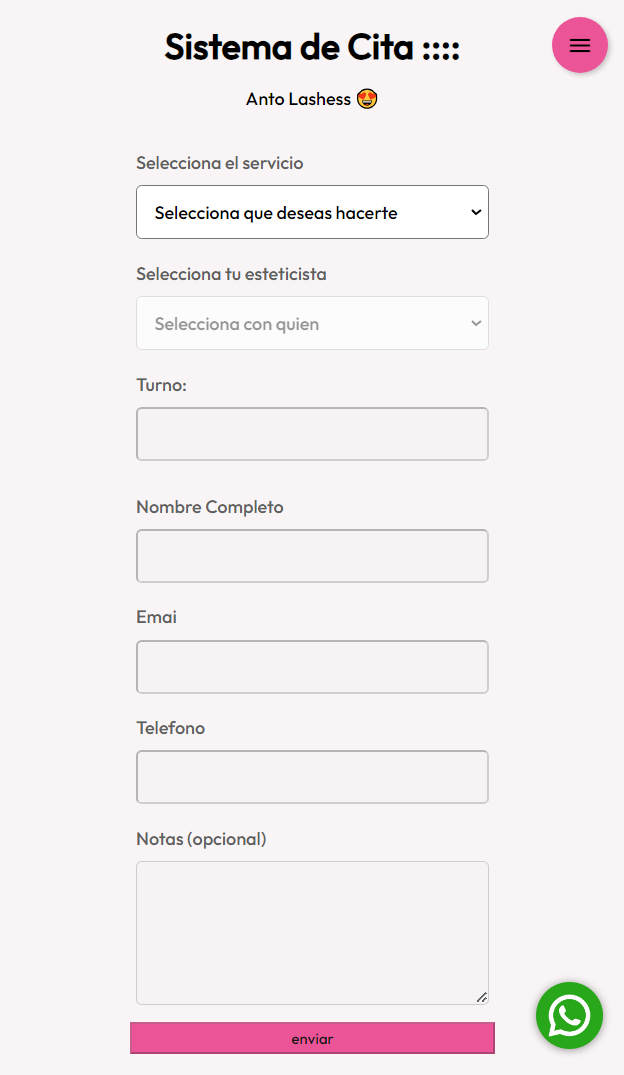 Sistema de Cita ::::
Anto Lashess 😍
Selecciona el servicio
Selecciona que deseas hacerte
Selecciona tu esteticista
Selecciona con quien
Turno:
Nombre Completo
Emai
Telefono
Notas (opcional)
enviar